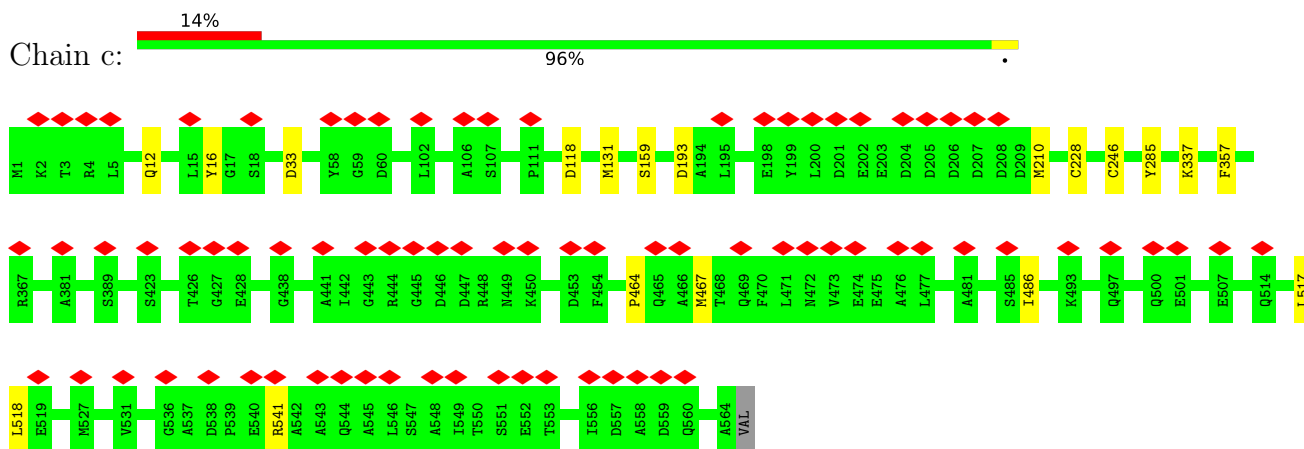 14%
Chain c:
96%
M1 K2 T3 R4 L5 Q12 L15 Y16 G17 S18 D33 Y58 G59 D60 L102 A106 S107 P111 D118 M131 S159 D193 A194 L195 E198 Y199 L200 D201 E202 E203 D204 D205 D206 D207 D208 D209 M210 C228 C246 Y285 K337 F357
R367 A381 S389 S423 T426 G427 E428 G438 A441 I442 G443 R444 G445 D446 D447 R448 N449 K450 D453 F454 P464 Q465 A466 M467 T468 Q469 F470 L471 N472 V473 E474 E475 A476 L477 A481 S485 I486 K493 Q497 Q500 E501 E507 Q514 L517
L518 E519 M527 V531 G536 A537 D538 P539 E540 R541 A542 A543 Q544 A545 L546 S547 A548 I549 T550 S551 E552 T553 I556 D557 A558 D559 Q560 A564 VAL